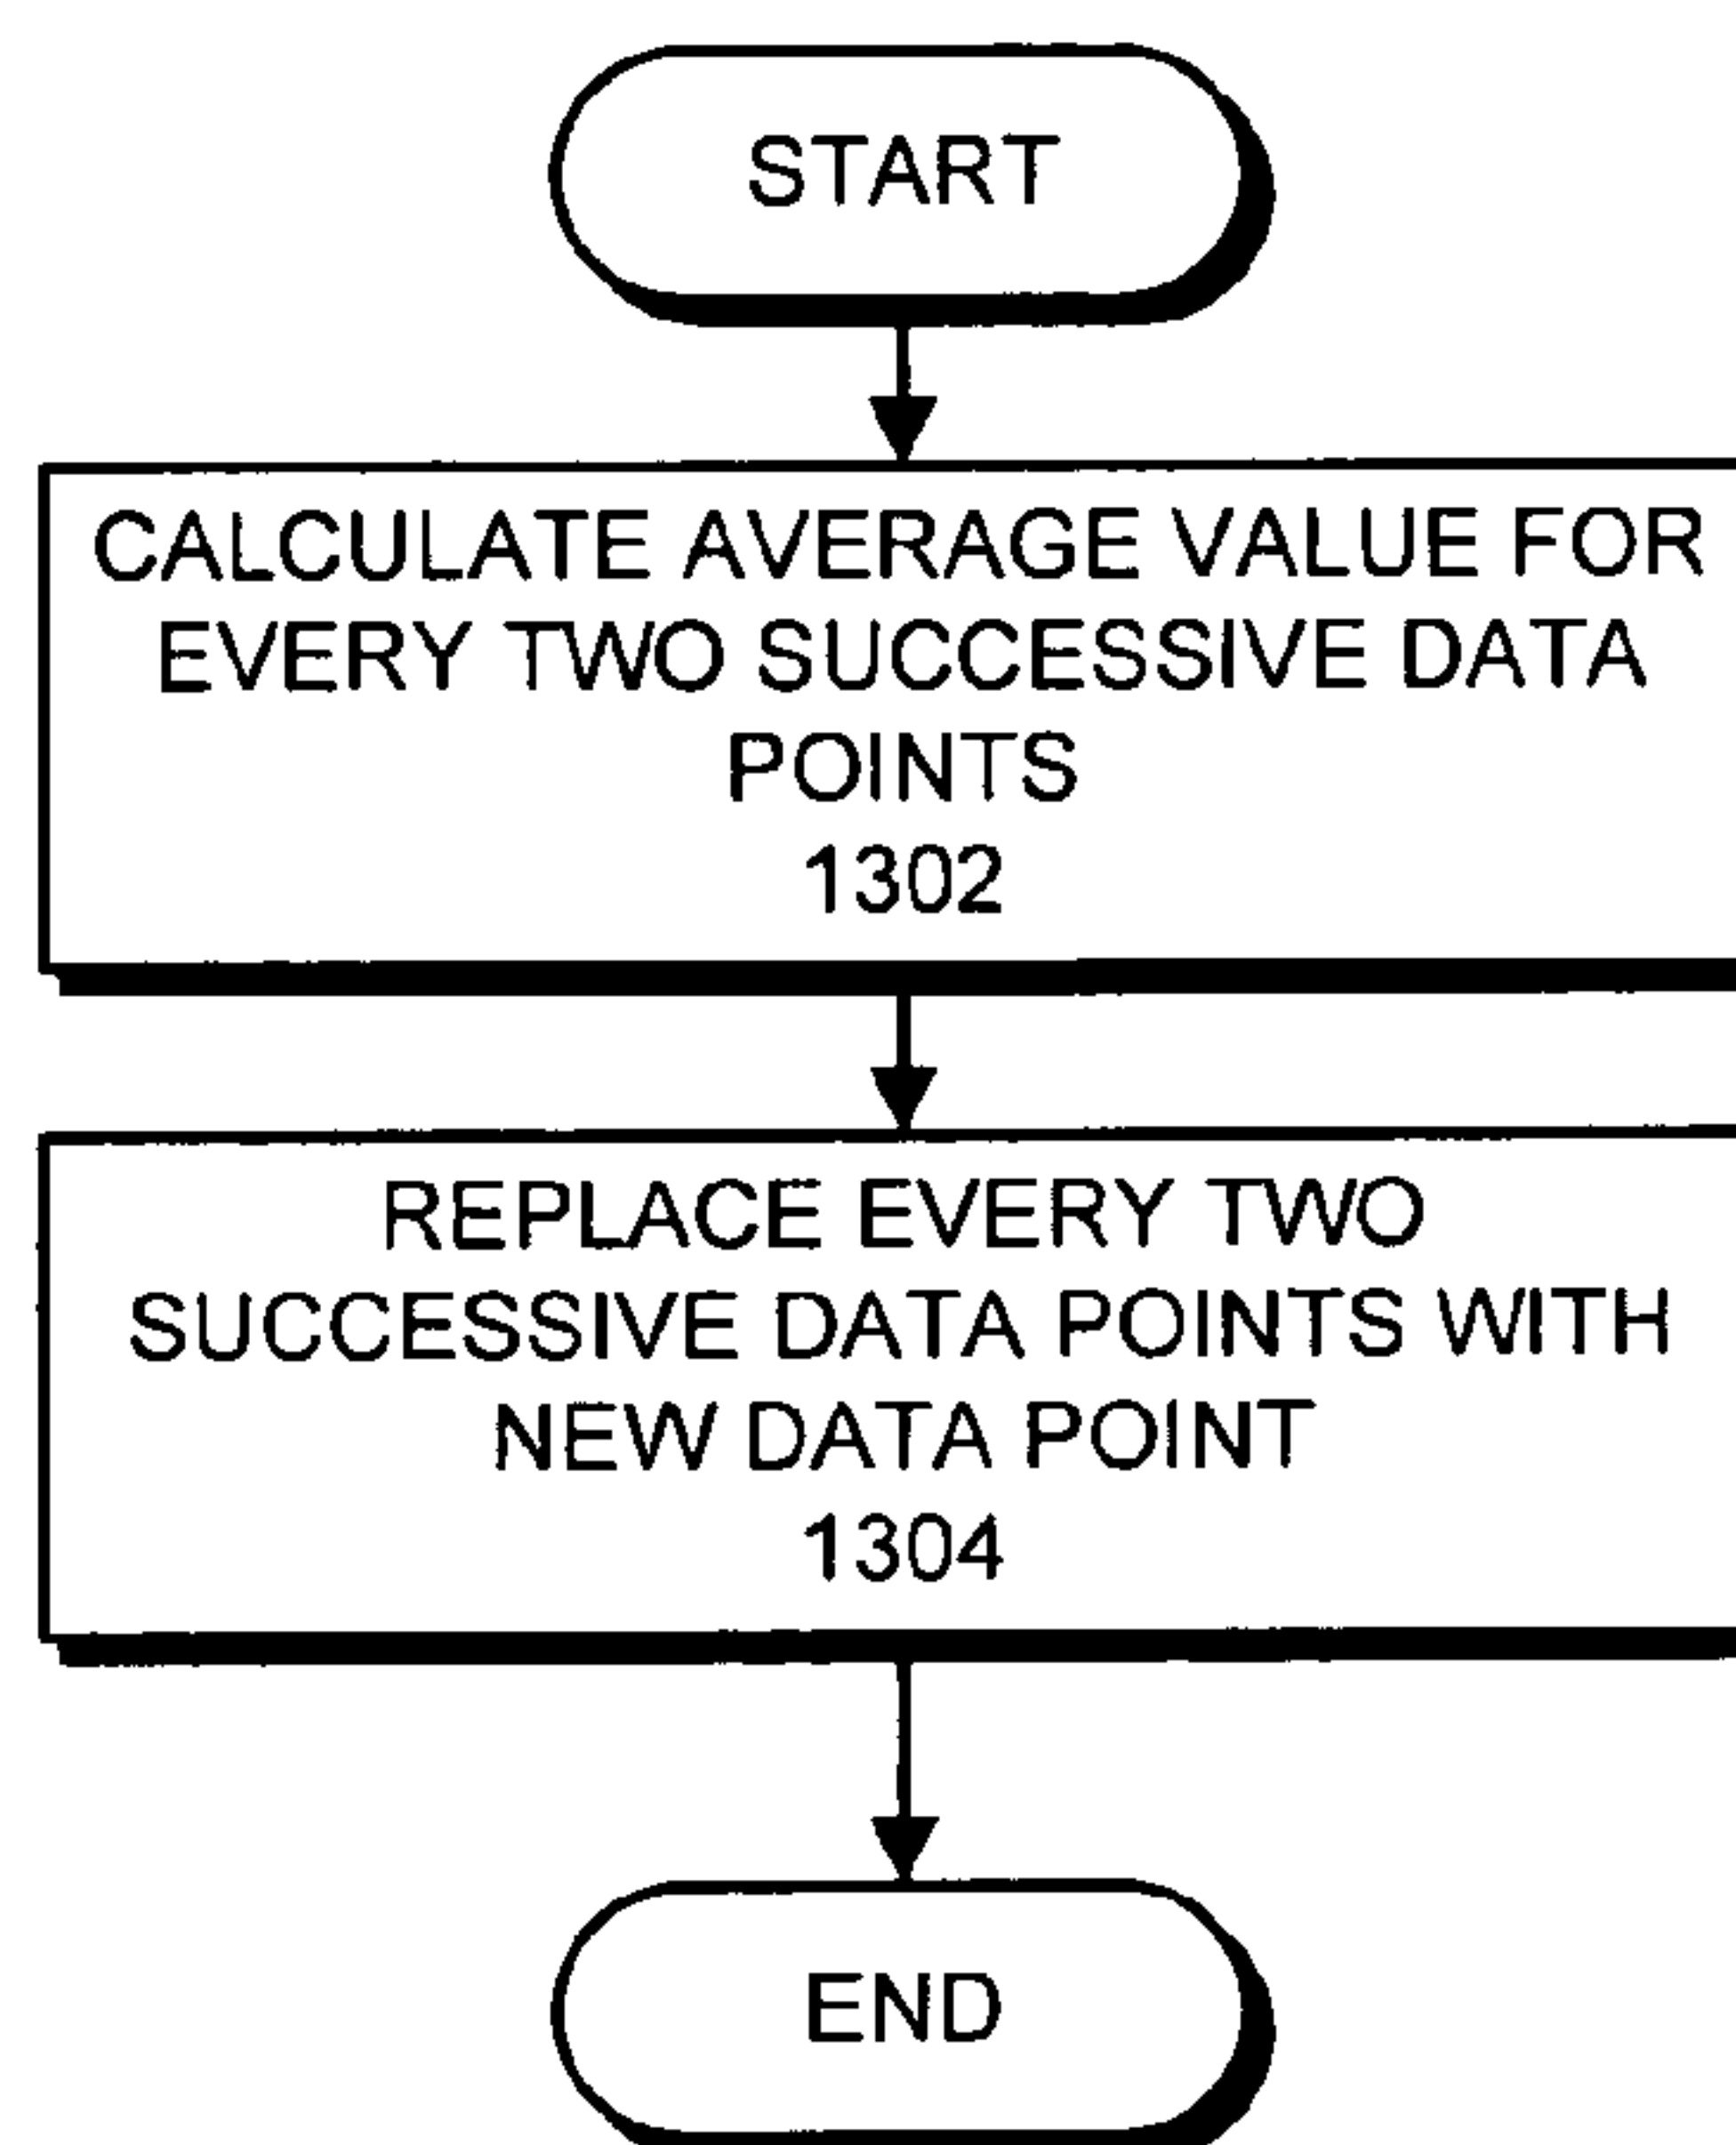 START
CALCULATE AVERAGE VALUE FOR
EVERY TWO SUCCESSIVE DATA
POINTS
1302
REPLACE EVERY TWO
SUCCESSIVE DATA POINTS WITH
NEW DATA POINT
1304
END